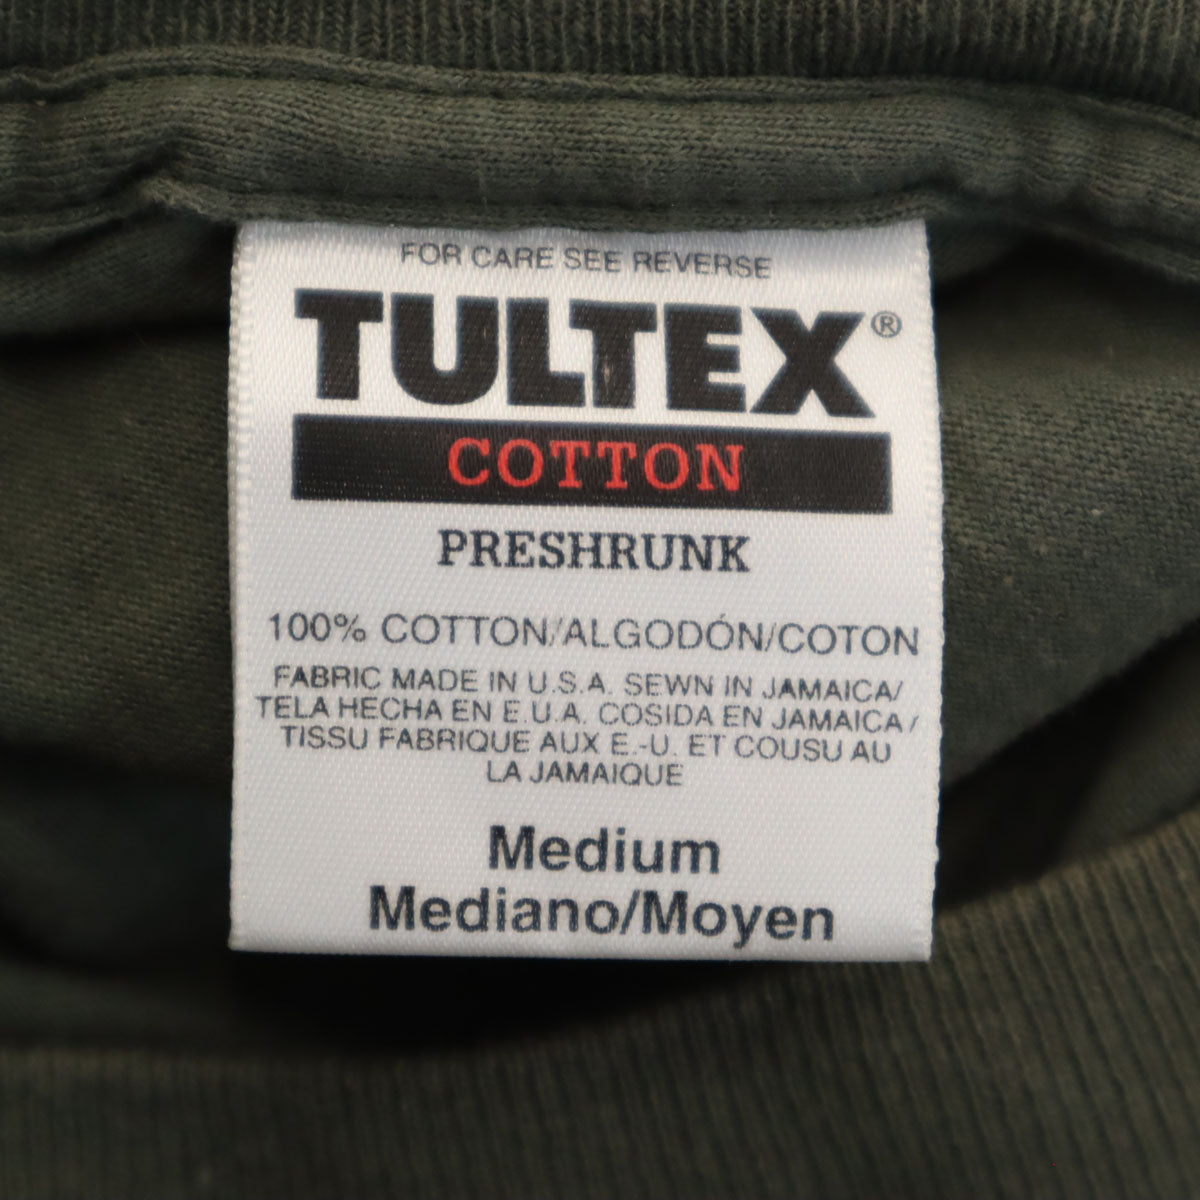 FOR CARE SEE REVERSE
TULTEX®
COTTON
PRESHRUNK
100% COTTON/ALGODÓN/COTON
FABRIC MADE IN U.S.A. SEWN IN JAMAICA/
TELA HECHA EN E.U.A. COSIDA EN JAMAICA/
TISSU FABRIQUE AUX E.-U. ET COUSU AU
LA JAMAIQUE
Medium
Mediano/Moyen